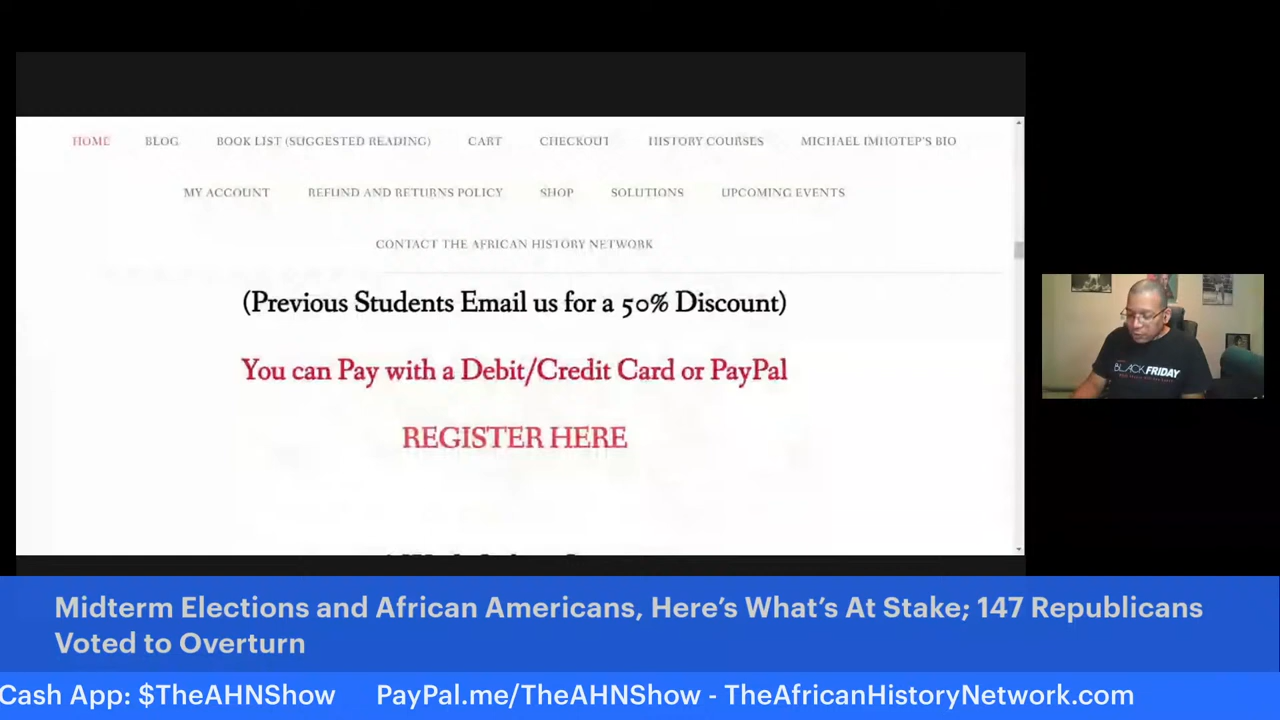 HOME BLOG BOOK LIST (SUGGESTED READING) CART CHECKOUT HISTORY COURSES MICHAEL IMHOTEP'S BIO
MY ACCOUNT REFUND AND RETURNS POLICY SHOP SOLUTIONS UPCOMING EVENTS
CONTACT THE AFRICAN HISTORY NETWORK
(Previous Students Email us for a 50% Discount)
You can Pay with a Debit/Credit Card or PayPal
REGISTER HERE
BLACK FRIDAY
Midterm Elections and African Americans, Here's What's At Stake; 147 Republicans
Voted to Overturn
Cash App: $TheAHNShow PayPal.me/TheAHNShow - TheAfricanHistoryNetwork.com